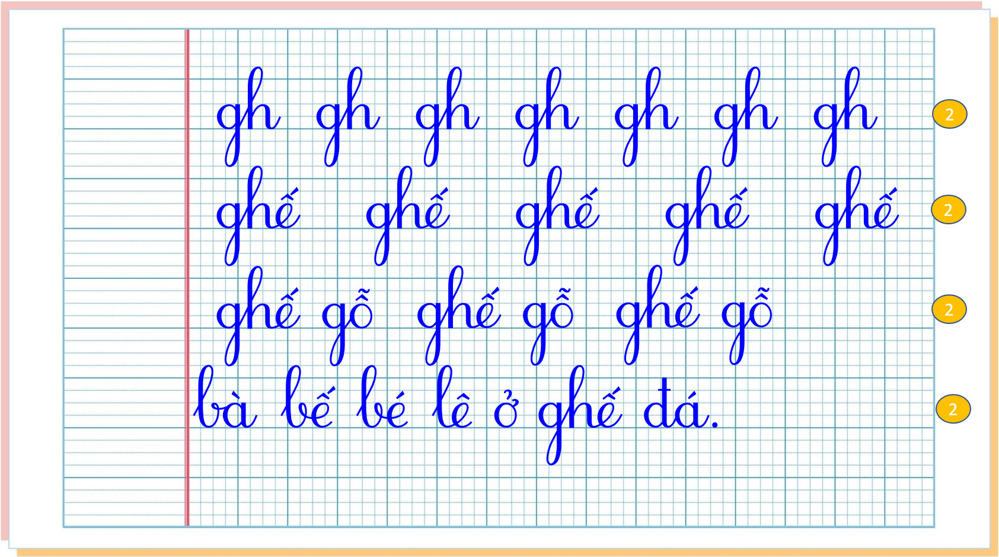 gh gh gh gh gh gh gh 2
ghế ghế ghế ghế ghế 2
ghế gỗ ghế gỗ ghế gỗ 2
bà bế bé lê ở ghế đá. 2